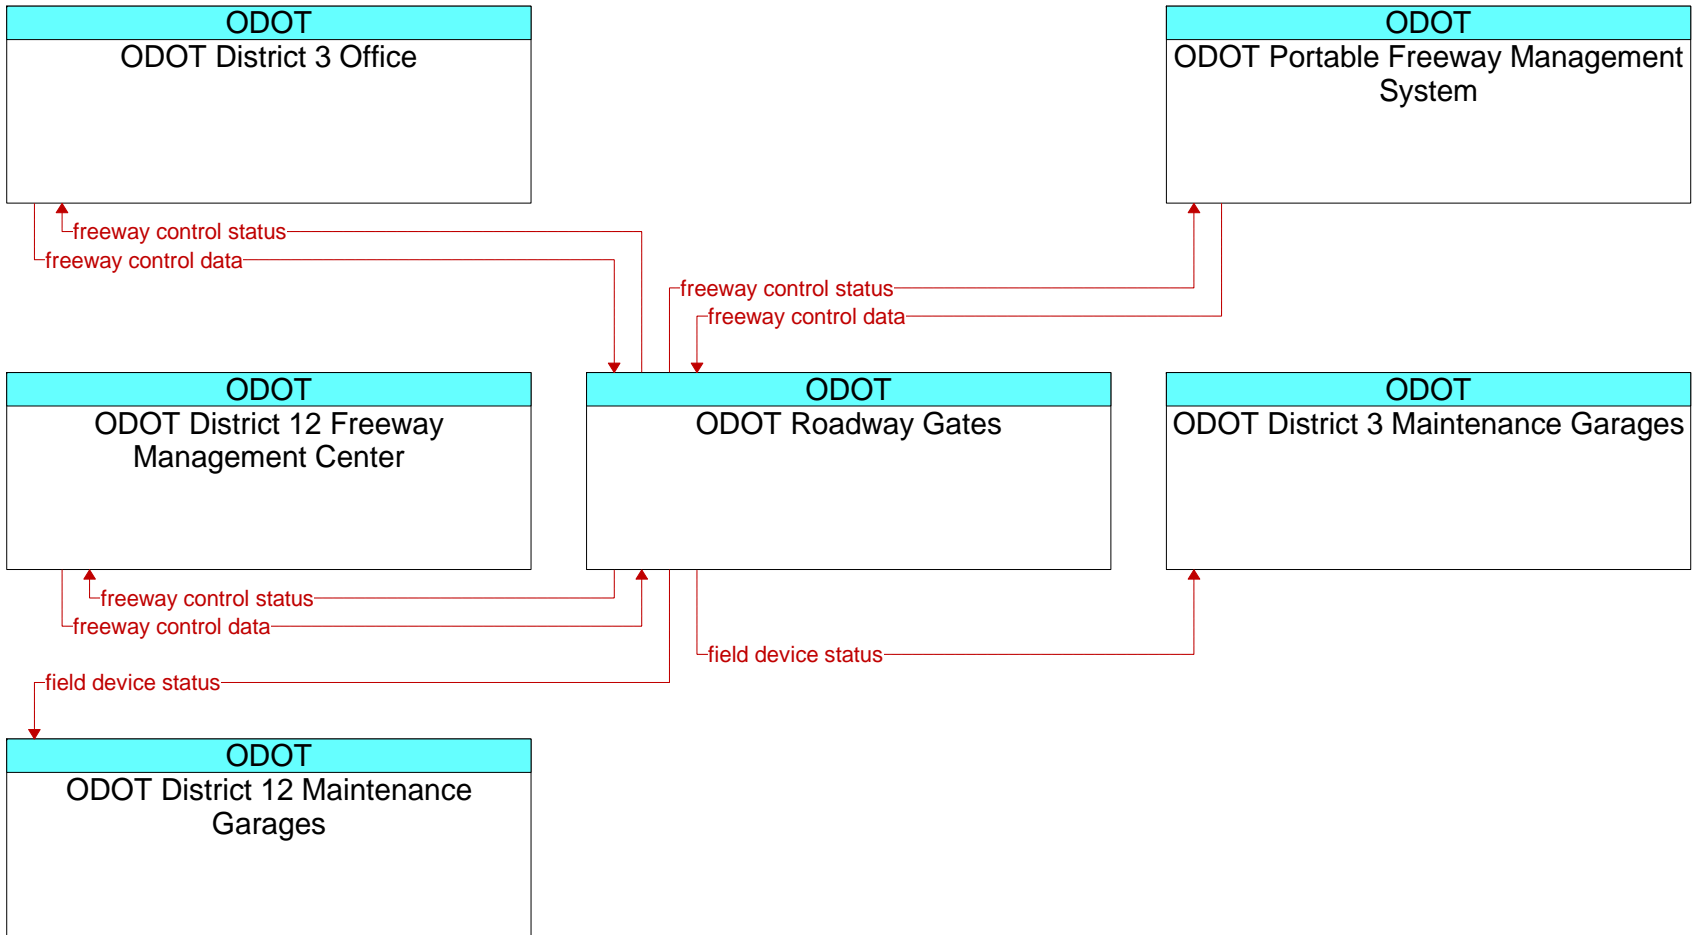 ODOT
ODOT District 3 Office
ODOT
ODOT Portable Freeway Management
System
freeway control status
freeway control data
freeway control status
freeway control data
ODOT
ODOT District 12 Freeway
Management Center
ODOT
ODOT Roadway Gates
ODOT
ODOT District 3 Maintenance Garages
freeway control status
freeway control data
field device status
field device status
ODOT
ODOT District 12 Maintenance
Garages